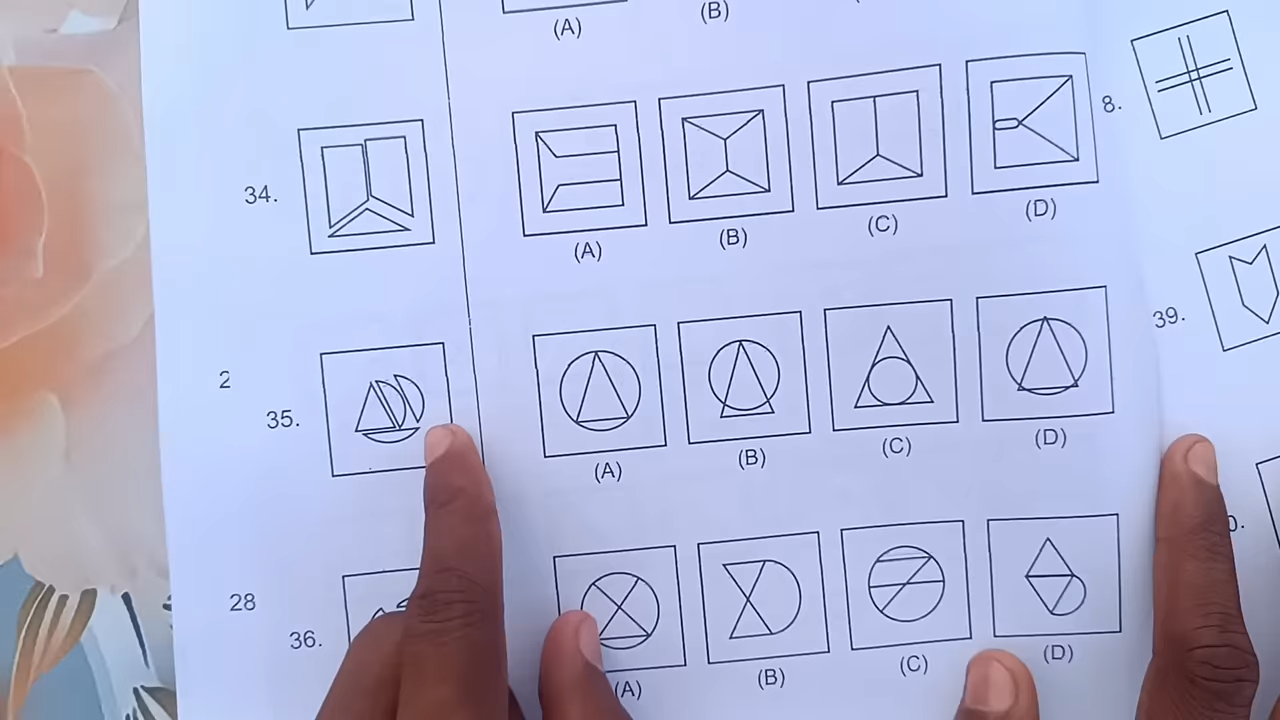 (A) (B)
34. (A) (B) (C) (D)
8.
2 35. (A) (B) (C) (D)
39.
28 36. (A) (B) (C) (D)